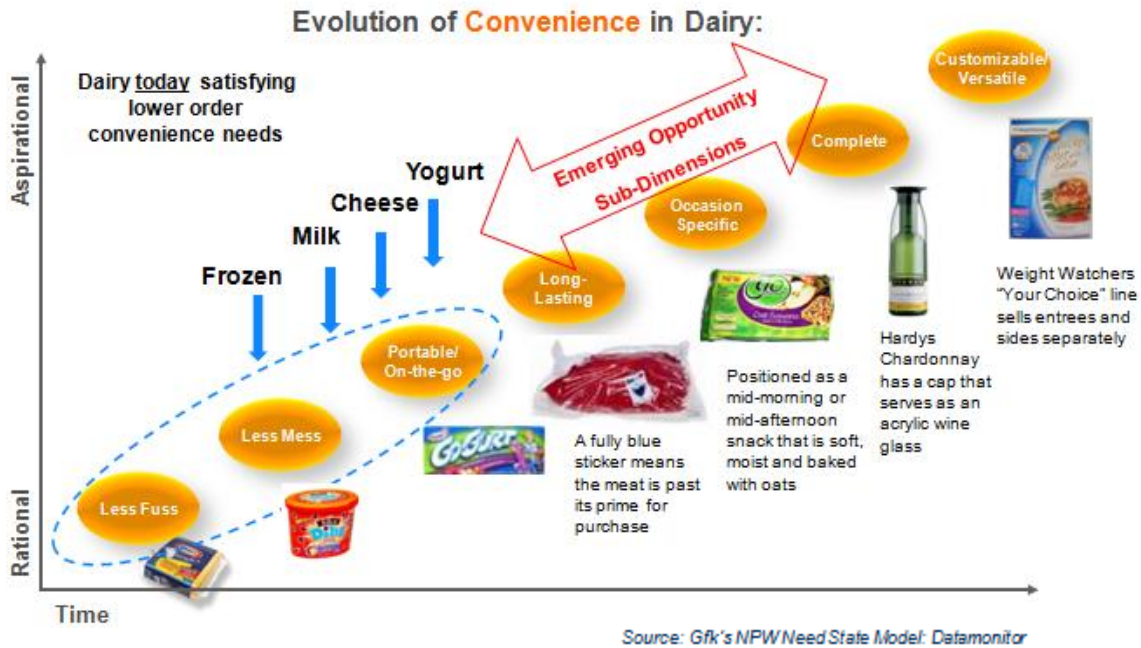 Evolution of Convenience in Dairy:
Aspirational
Rational
Time
Dairy today satisfying
lower order
convenience needs
Frozen
Milk
Cheese
Yogurt
Emerging Opportunity
Sub-Dimensions
Less Fuss
Less Mess
Portable/
On-the-go
Long-
Lasting
Occasion
Specific
Complete
Customizable/
Versatile
GoGurt
A fully blue
sticker means
the meat is past
its prime for
purchase
NEW
go
Positioned as a
mid-morning or
mid-afternoon
snack that is soft,
moist and baked
with oats
Hardys
Chardonnay
has a cap that
serves as an
acrylic wine
glass
Weight Watchers
"Your Choice" line
sells entrees and
sides separately
Source: Gfk's NPW Need State Model: Datamonitor